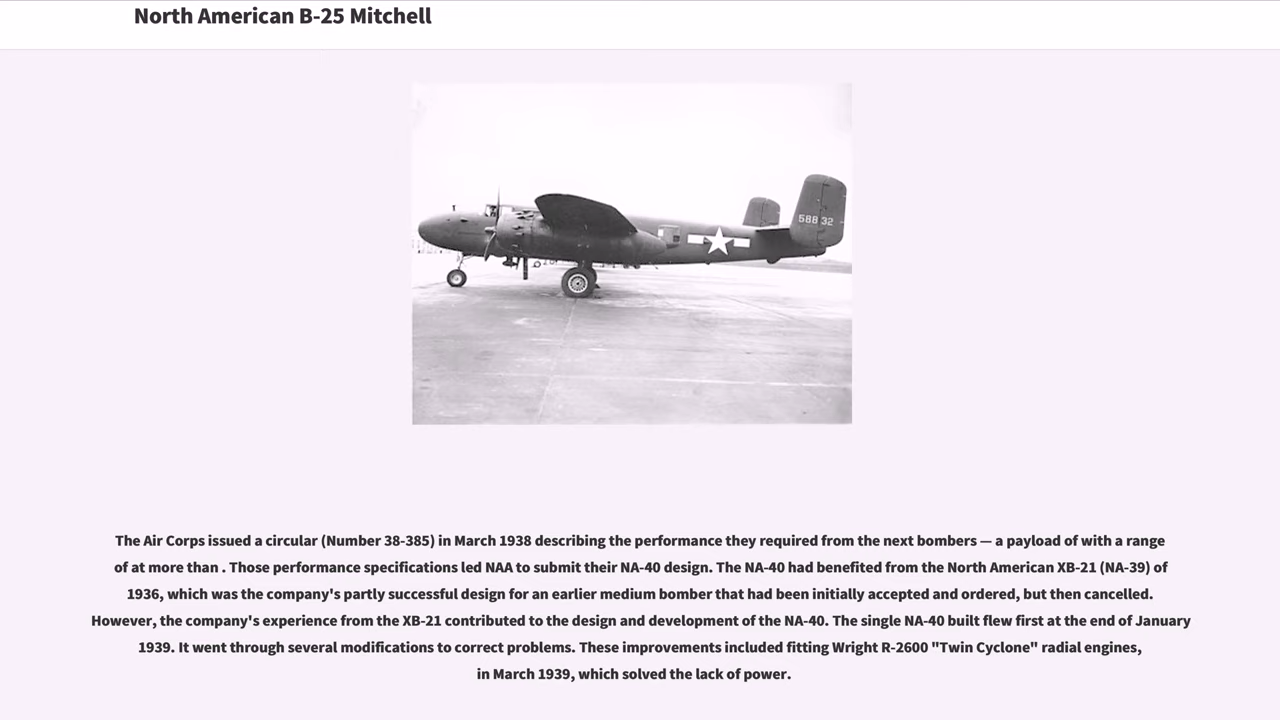 North American B-25 Mitchell
58832
The Air Corps issued a circular (Number 38-385) in March 1938 describing the performance they required from the next bombers — a payload of with a range
of at more than . Those performance specifications led NAA to submit their NA-40 design. The NA-40 had benefited from the North American XB-21 (NA-39) of
1936, which was the company's partly successful design for an earlier medium bomber that had been initially accepted and ordered, but then cancelled.
However, the company's experience from the XB-21 contributed to the design and development of the NA-40. The single NA-40 built flew first at the end of January
1939. It went through several modifications to correct problems. These improvements included fitting Wright R-2600 "Twin Cyclone" radial engines,
in March 1939, which solved the lack of power.